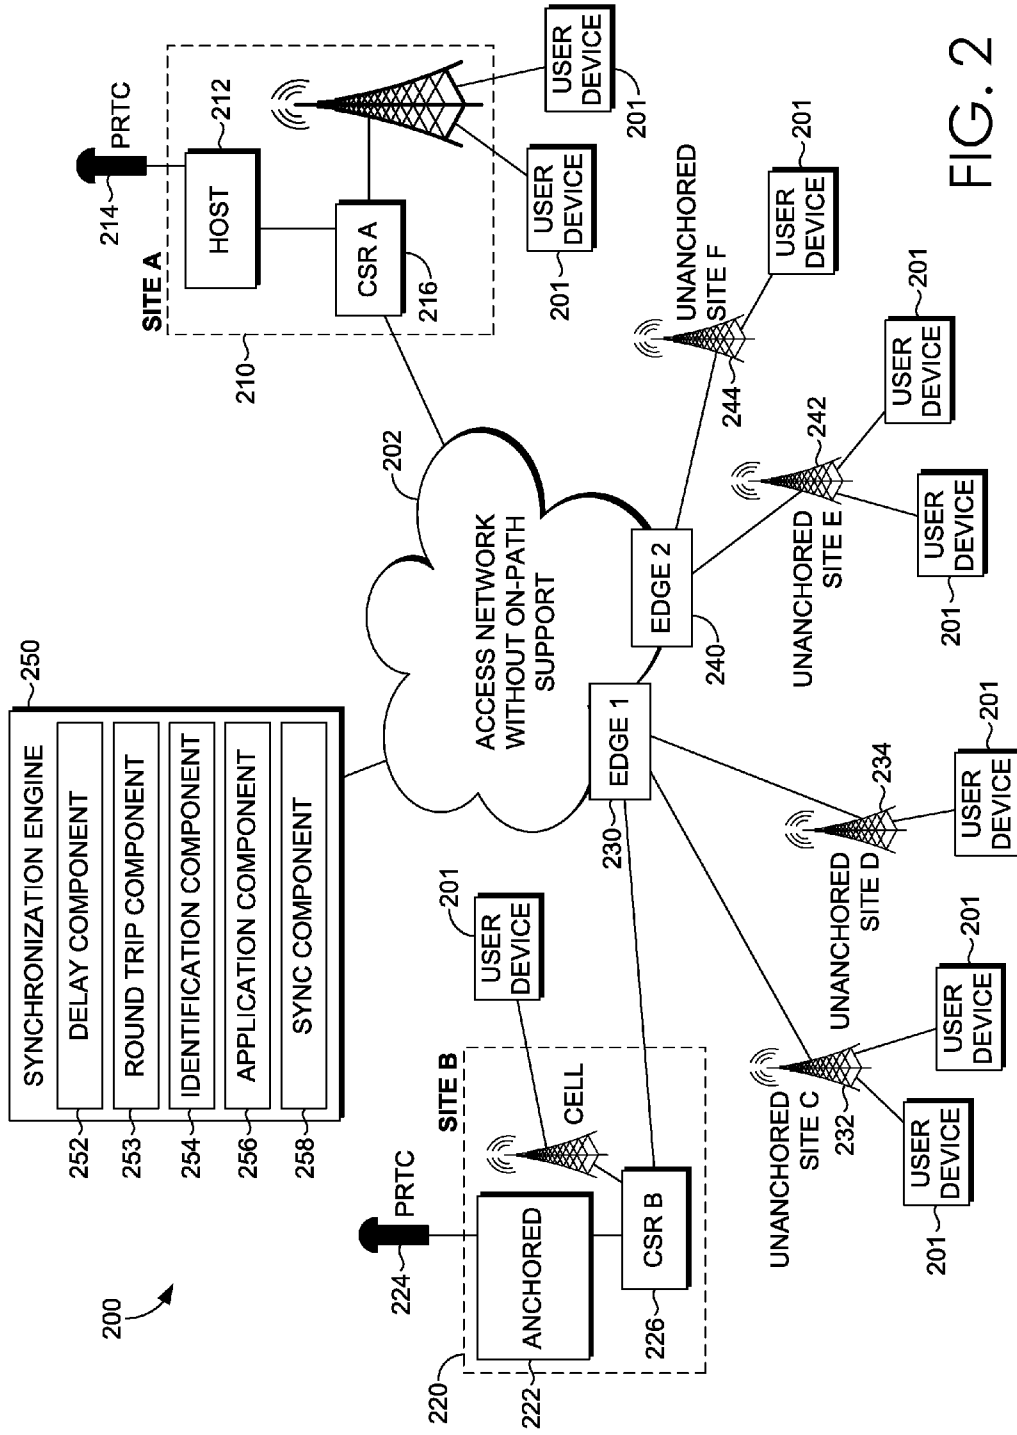 200
SYNCHRONIZATION ENGINE
250
DELAY COMPONENT
252
ROUND TRIP COMPONENT
253
IDENTIFICATION COMPONENT
254
APPLICATION COMPONENT
256
SYNC COMPONENT
258
214
PRTC
SITE A
HOST
212
CSR A
216
210
USER
DEVICE
201
USER
DEVICE
201
202
ACCESS NETWORK
WITHOUT ON-PATH
SUPPORT
224
PRTC
SITE B
220
ANCHORED
222
CELL
CSR B
226
USER
DEVICE
201
EDGE 1
230
EDGE 2
240
UNANCHORED
SITE C
232
USER
DEVICE
201
USER
DEVICE
201
UNANCHORED
SITE D
234
USER
DEVICE
201
UNANCHORED
SITE E
242
USER
DEVICE
201
USER
DEVICE
201
UNANCHORED
SITE F
244
USER
DEVICE
201
FIG. 2